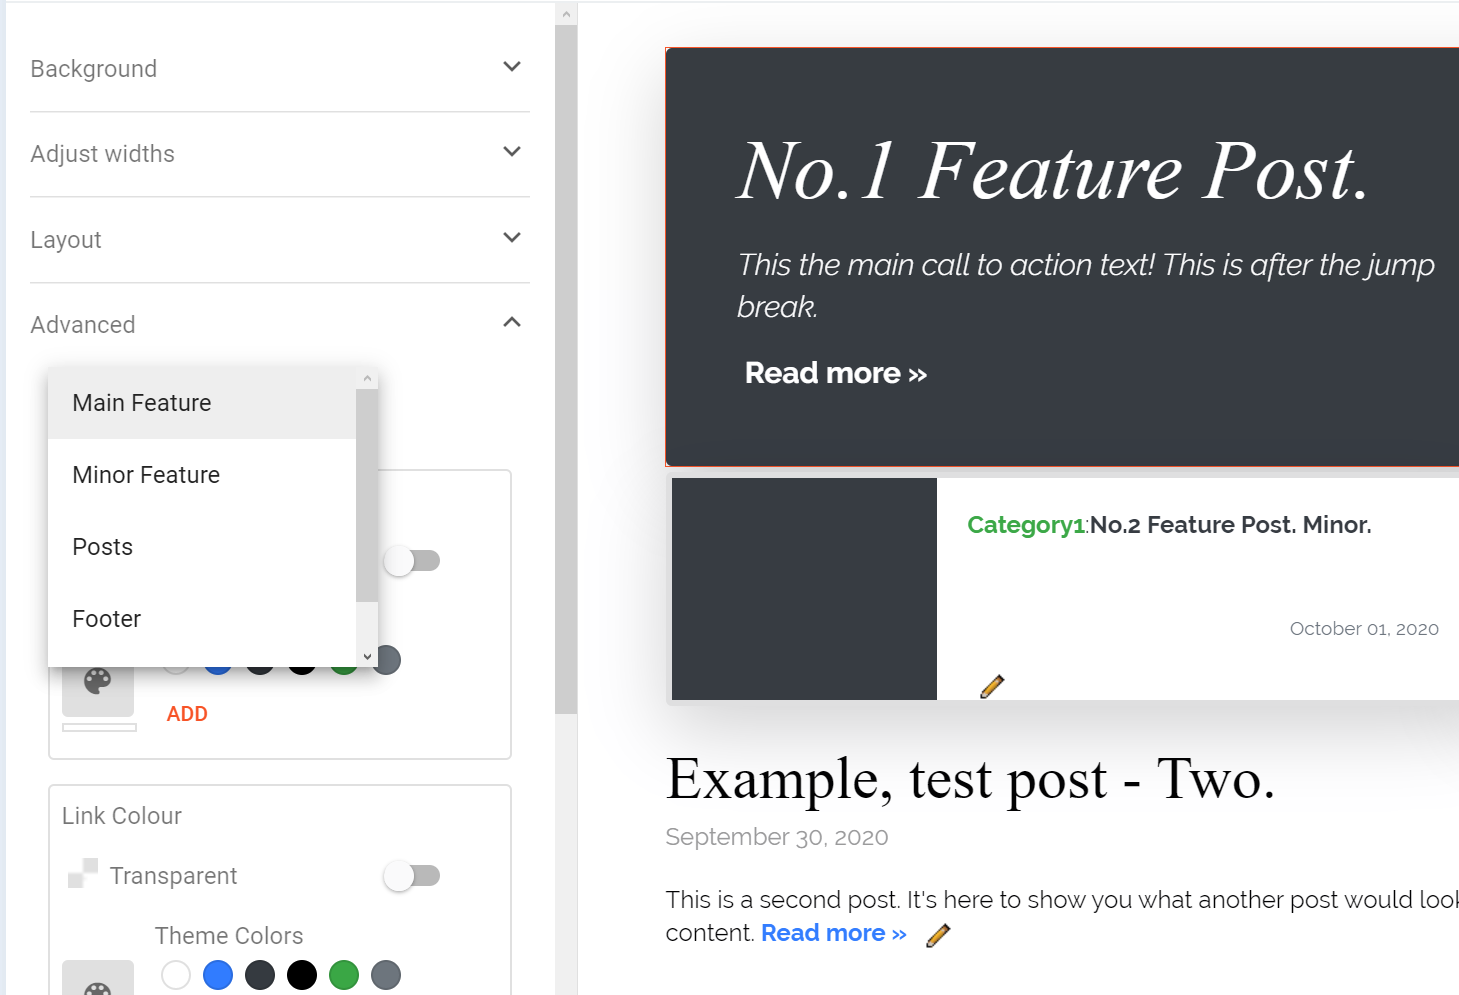 Background
Adjust widths
Layout
Advanced
Main Feature
Minor Feature
Posts
Footer
ADD
Link Colour
Transparent
Theme Colors
No.1 Feature Post.
This the main call to action text! This is after the jump
break.
Read more »
Category1:No.2 Feature Post. Minor.
October 01, 2020
Example, test post - Two.
September 30, 2020
This is a second post. It's here to show you what another post would look
content. Read more »